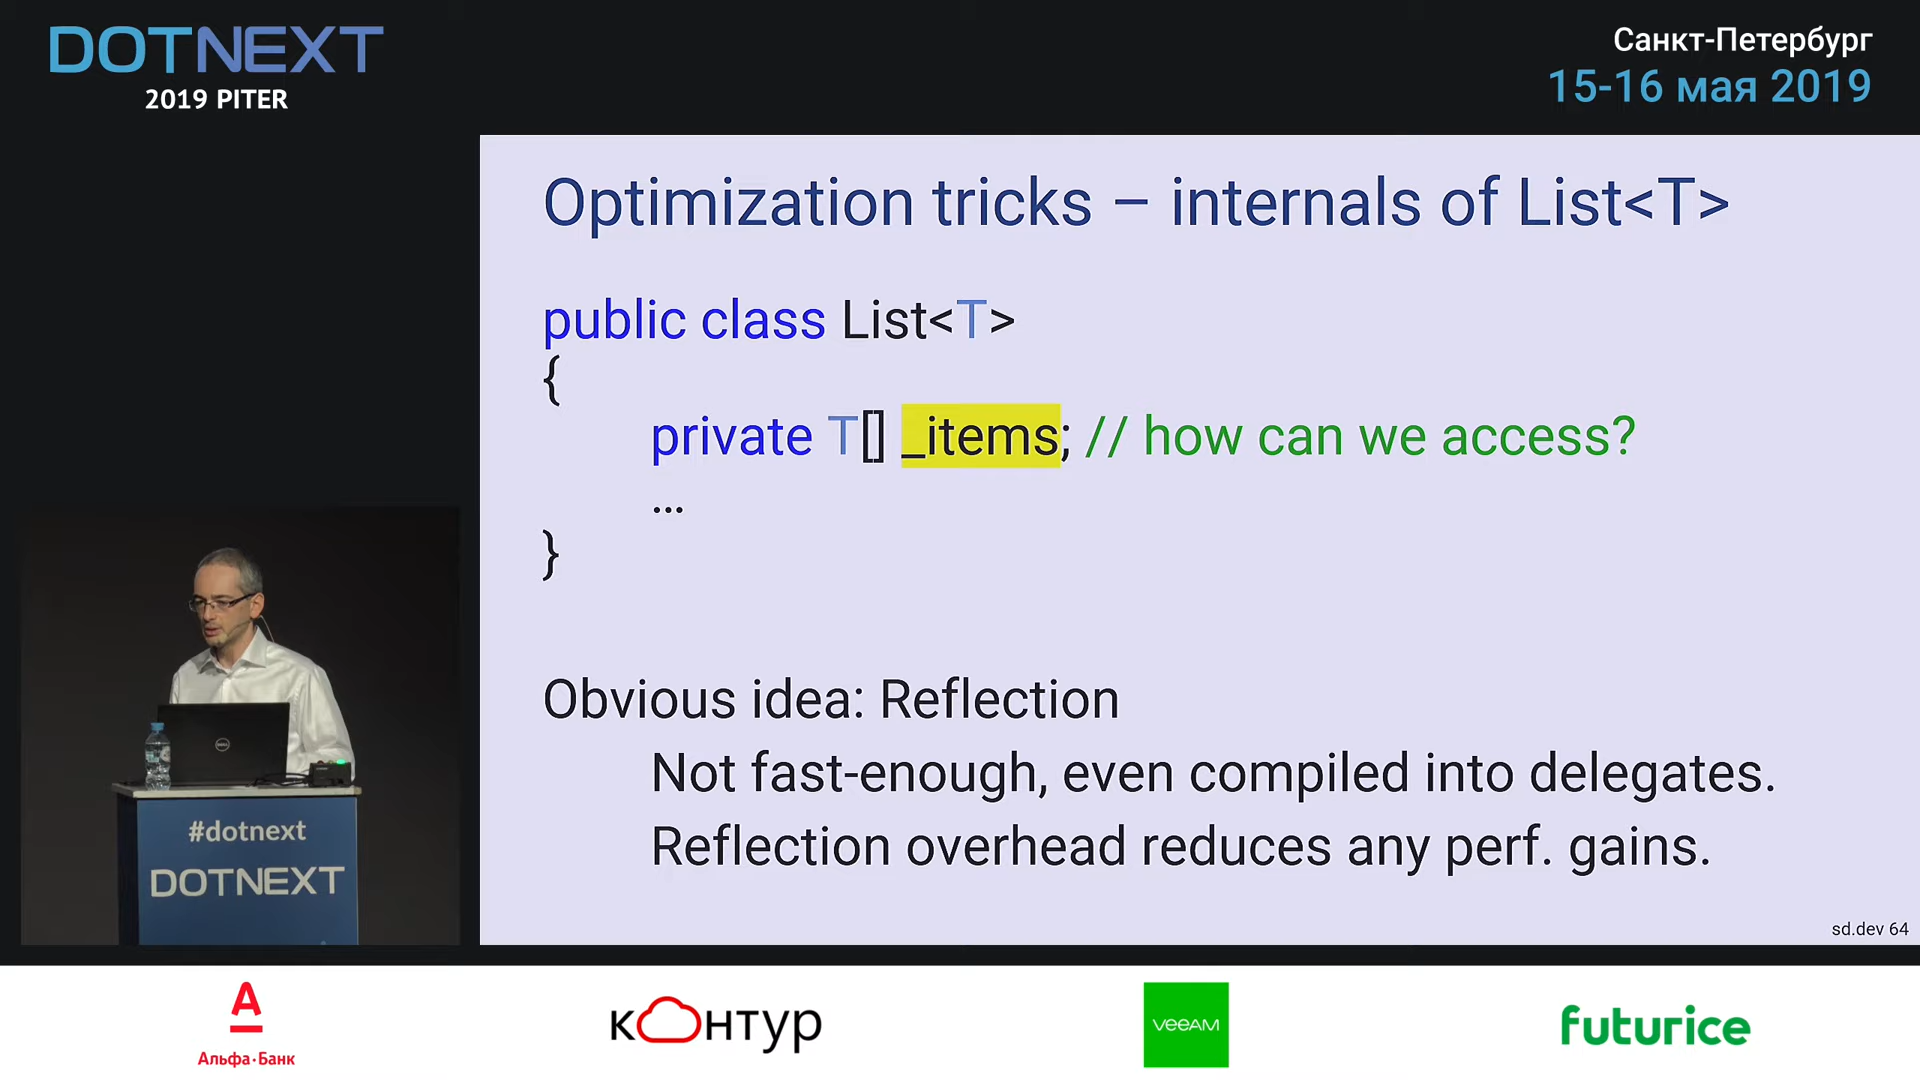 DOTNEXT
2019 PITER
Санкт-Петербург
15-16 мая 2019
Optimization tricks – internals of List<T>
public class List<T>
{
private T[] _items; // how can we access?
...
}
Obvious idea: Reflection
Not fast-enough, even compiled into delegates.
Reflection overhead reduces any perf. gains.
sd.dev 64
DELL
#dotnext
DOTNEXT
А
Альфа·Банк
контур
veeAM
futurice